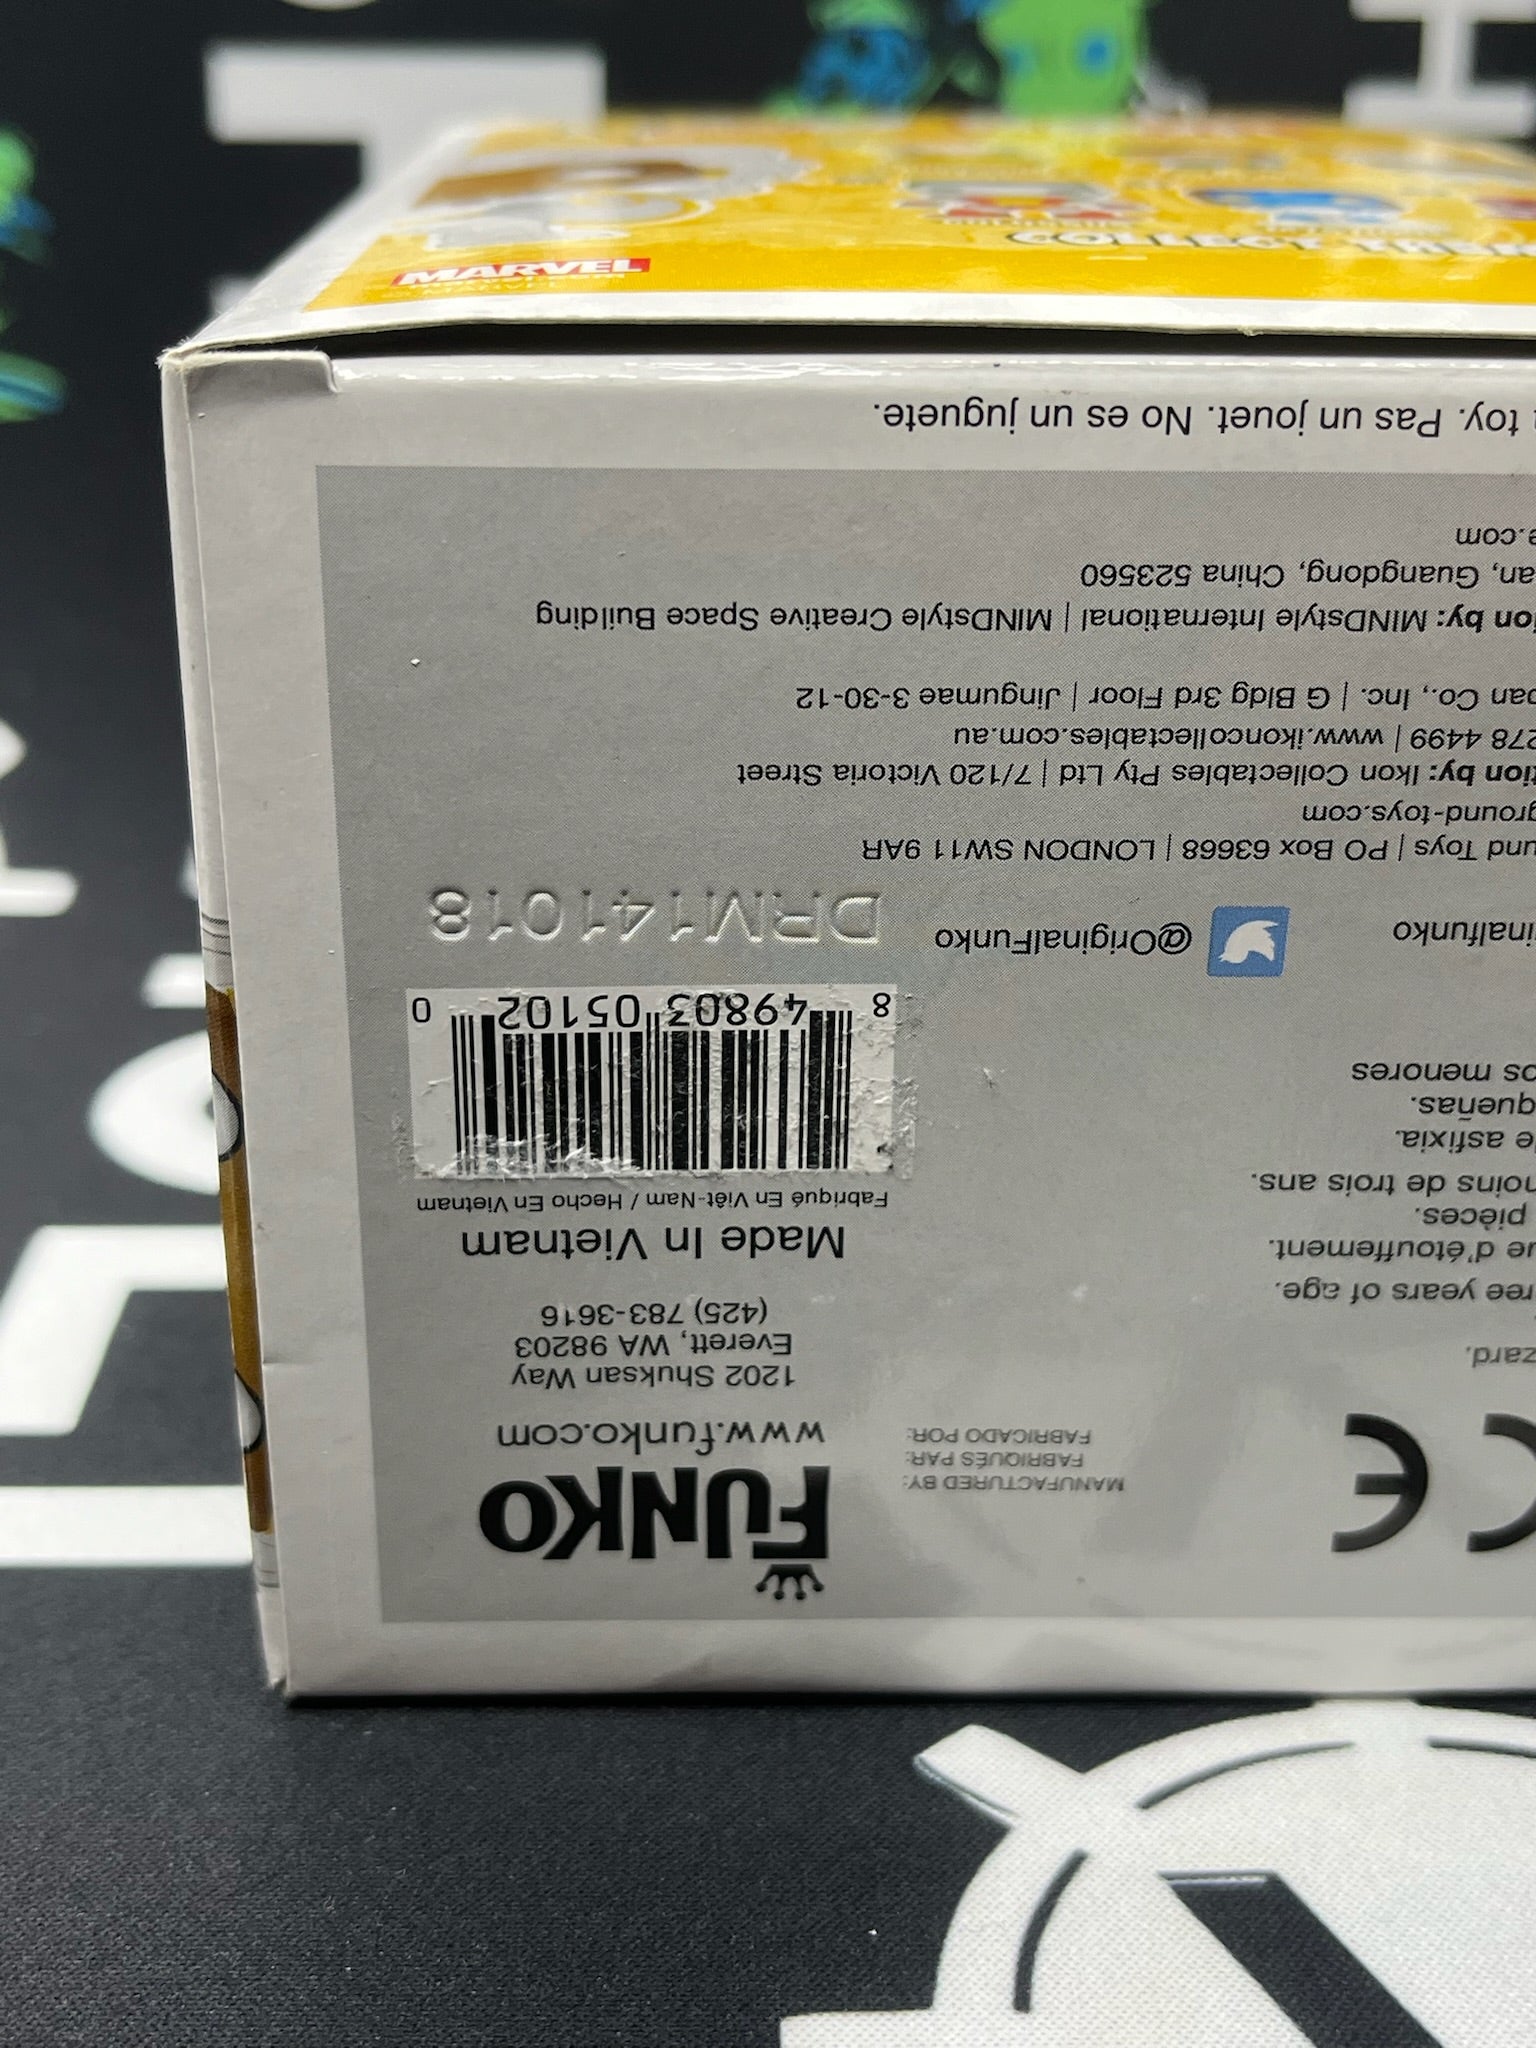 MARVEL
COLLECT
FUNKO
www.funko.com
1202 Shuksan Way
Everett, WA 98203
(425) 783-3616
Made In Vietnam
Fabriqué En Viêt-Nam / Hecho En Vietnam
8 49803 05102 0
DRM141018
MANUFACTURED BY:
FABRIQUÉS PAR:
FABRICADO POR:
CE
zard.
ree years of age.
ue d'étouffement.
pièces.
moins de trois ans.
de asfixia.
queñas.
os menores
inalfunko
@OriginalFunko
und Toys | PO Box 63668 | LONDON SW11 9AR
ground-toys.com
tion by: Ikon Collectables Pty Ltd | 7/120 Victoria Street
278 4499 | www.ikoncollectables.com.au
pan Co., Inc. | G Bldg 3rd Floor | Jingumae 3-30-12
ion by: MINDstyle International | MINDstyle Creative Space Building
an, Guangdong, China 523560
e.com
toy. Pas un jouet. No es un juguete.